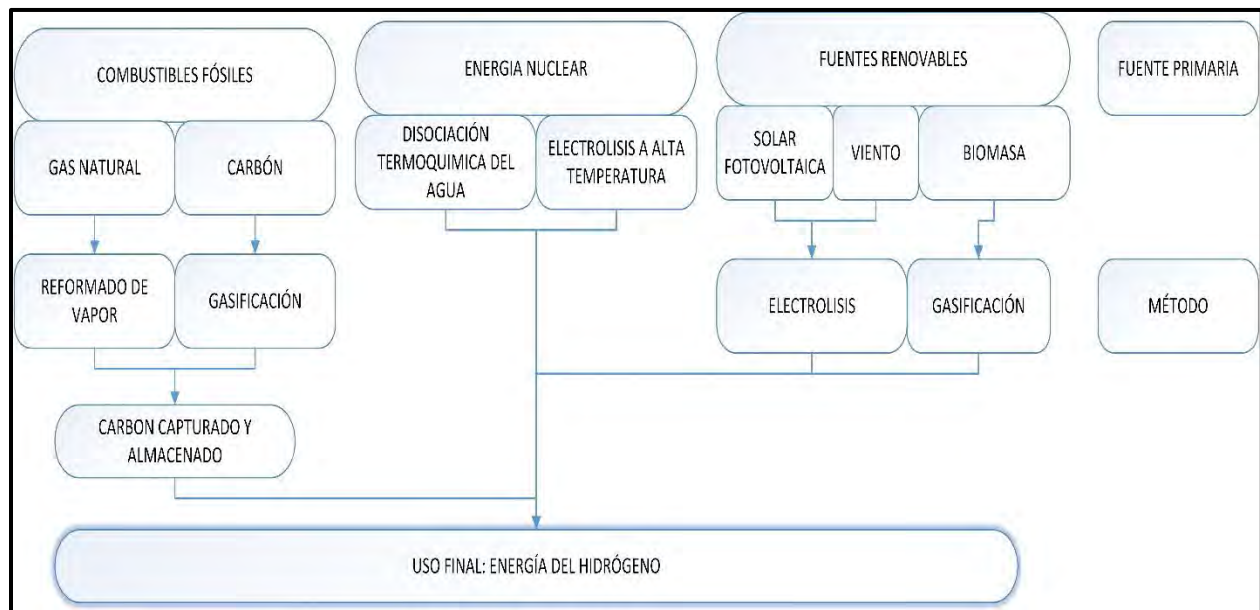 COMBUSTIBLES FÓSILES
ENERGIA NUCLEAR
FUENTES RENOVABLES
FUENTE PRIMARIA
GAS NATURAL
CARBÓN
DISOCIACIÓN
TERMOQUIMICA DEL
AGUA
ELECTROLISIS A ALTA
TEMPERATURA
SOLAR
FOTOVOLTAICA
VIENTO
BIOMASA
REFORMADO DE
VAPOR
GASIFICACIÓN
ELECTROLISIS
GASIFICACIÓN
MÉTODO
CARBON CAPTURADO Y
ALMACENADO
USO FINAL: ENERGÍA DEL HIDRÓGENO